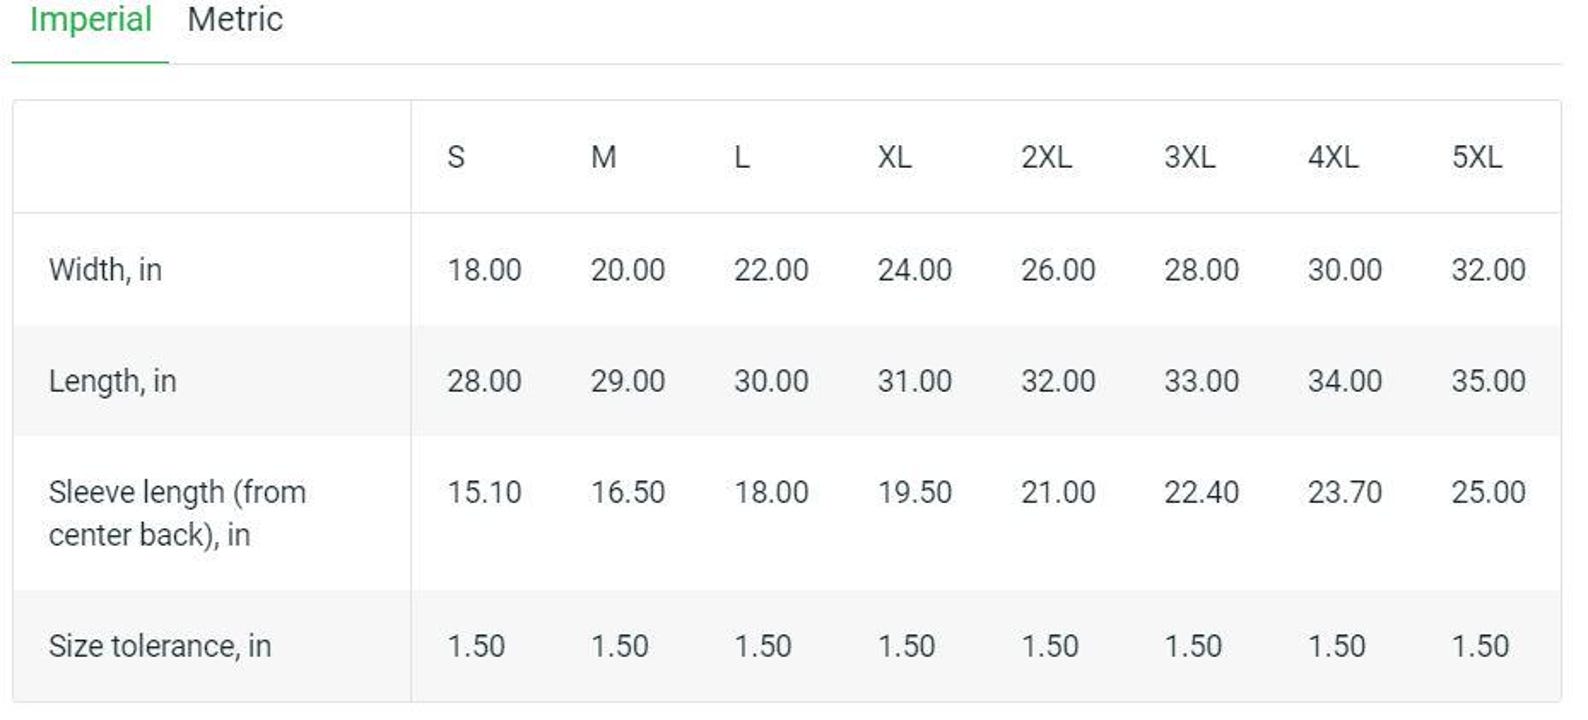 Imperial Metric
S M L XL 2XL 3XL 4XL 5XL
Width, in 18.00 20.00 22.00 24.00 26.00 28.00 30.00 32.00
Length, in 28.00 29.00 30.00 31.00 32.00 33.00 34.00 35.00
Sleeve length (from 15.10 16.50 18.00 19.50 21.00 22.40 23.70 25.00
center back), in
Size tolerance, in 1.50 1.50 1.50 1.50 1.50 1.50 1.50 1.50